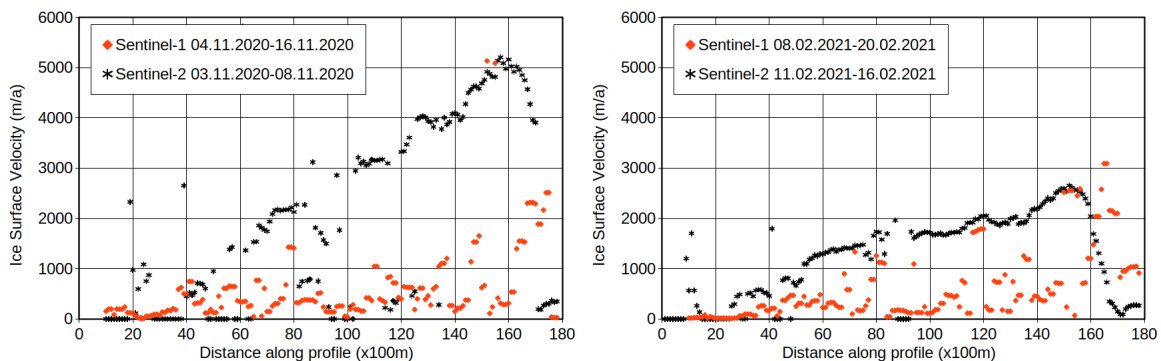 6000
5000
4000
3000
2000
1000
0
Ice Surface Velocity (m/a)
Sentinel-1 04.11.2020-16.11.2020
Sentinel-2 03.11.2020-08.11.2020
0 20 40 60 80 100 120 140 160 180
Distance along profile (x100m)
6000
5000
4000
3000
2000
1000
0
Ice Surface Velocity (m/a)
Sentinel-1 08.02.2021-20.02.2021
Sentinel-2 11.02.2021-16.02.2021
0 20 40 60 80 100 120 140 160 180
Distance along profile (x100m)